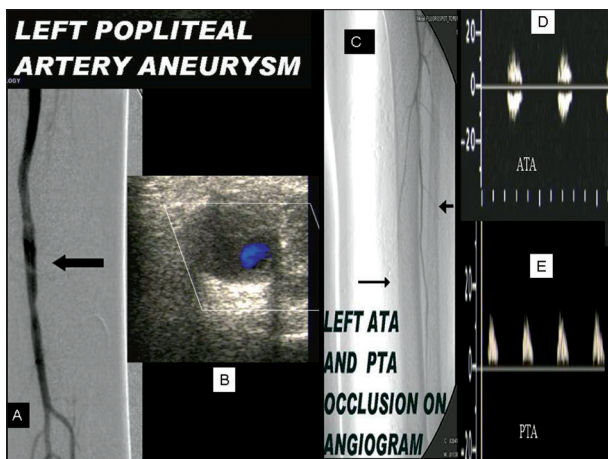 LEFT POPLITEAL
ARTERY ANEURYSM
OLOGY
A
B
C
LEFT ATA
AND PTA
OCCLUSION ON
ANGIOGRAM
D
20
0
-20
ATA
E
20
0
-20
PTA